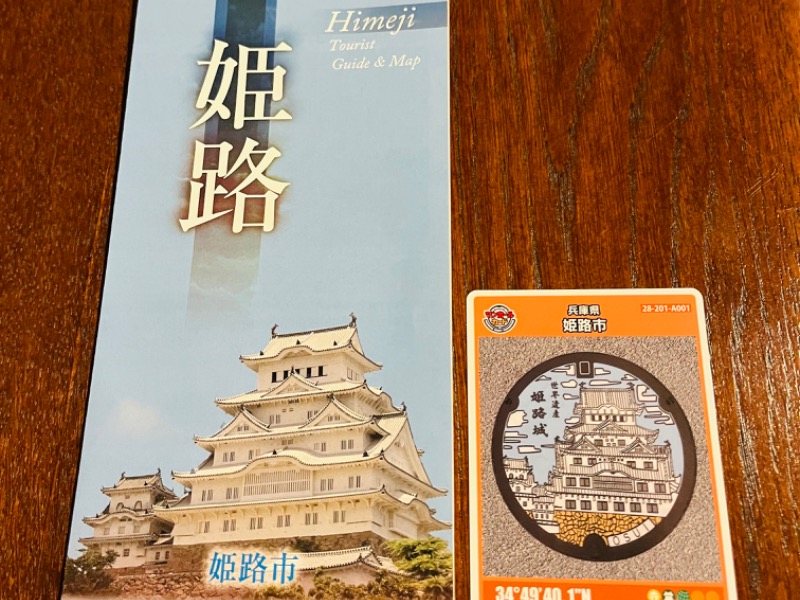 Himeji
Tourist
Guide & Map
姫路
姫路市
兵庫県
姫路市
28-201-A001
世界遺産
姫路城
OSUI
34°49'40.1"N